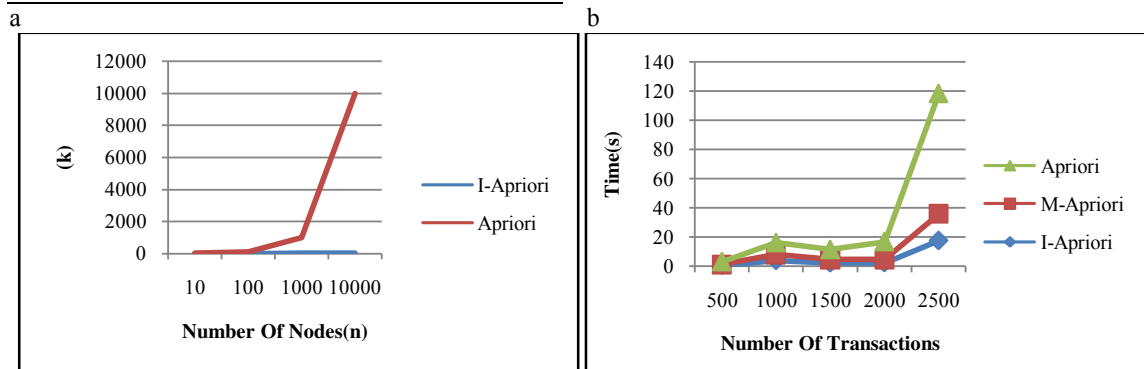 a
12000
10000
8000
6000
4000
2000
0
(k)
10 100 1000 10000
Number Of Nodes(n)
I-Apriori
Apriori
b
140
120
100
80
60
40
20
0
Time(s)
500 1000 1500 2000 2500
Number Of Transactions
Apriori
M-Apriori
I-Apriori